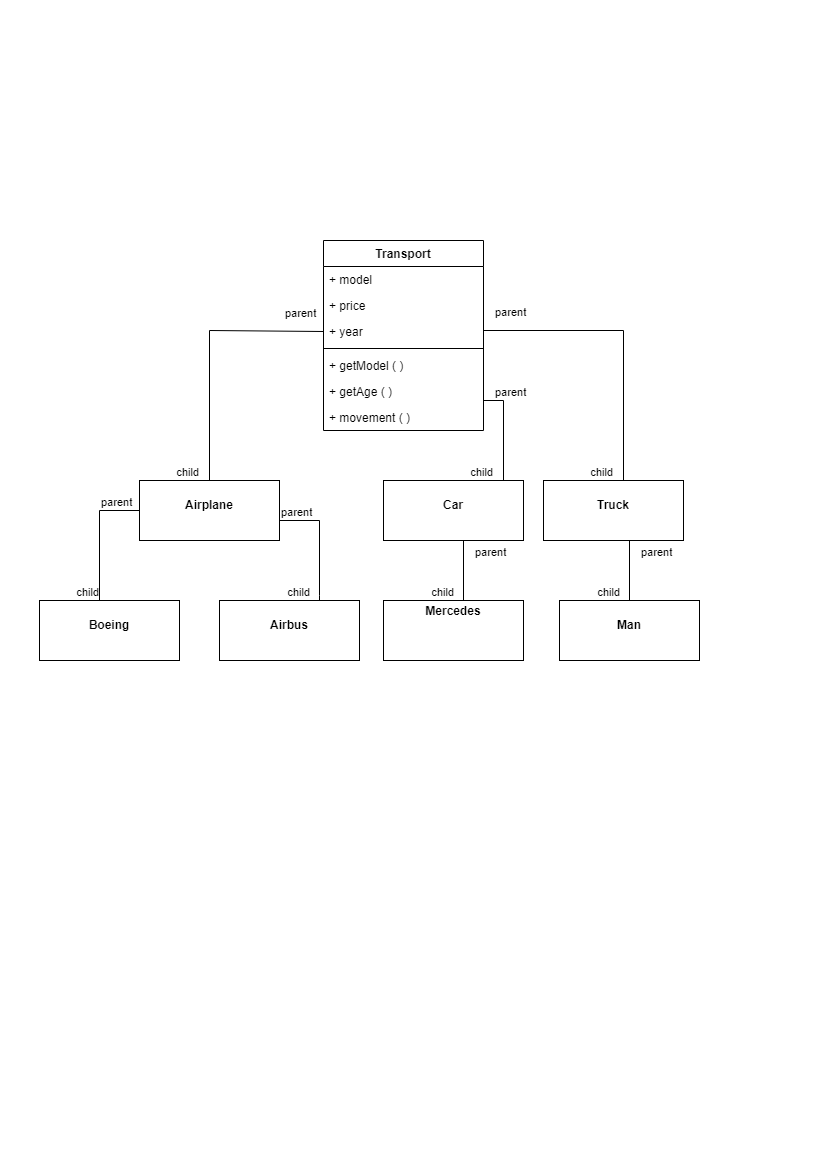 Transport
+ model
+ price
+ year
+ getModel ( )
+ getAge ( )
+ movement ( )
parent
parent
parent
child
child
child
Airplane
Car
Truck
parent
parent
parent
parent
child
child
child
child
Boeing
Airbus
Mercedes
Man